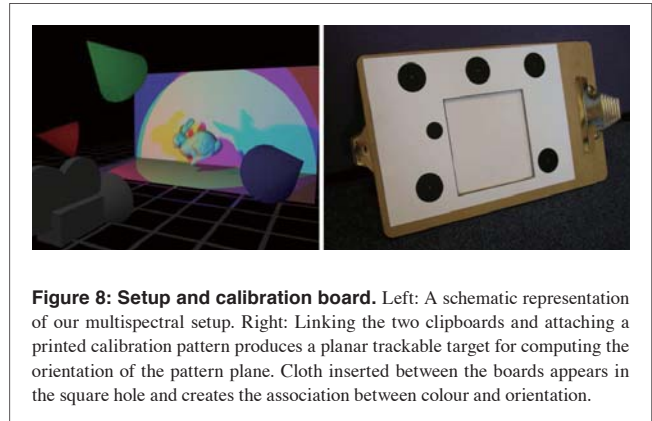 Figure 8: Setup and calibration board. Left: A schematic representation
of our multispectral setup. Right: Linking the two clipboards and attaching a
printed calibration pattern produces a planar trackable target for computing the
orientation of the pattern plane. Cloth inserted between the boards appears in
the square hole and creates the association between colour and orientation.